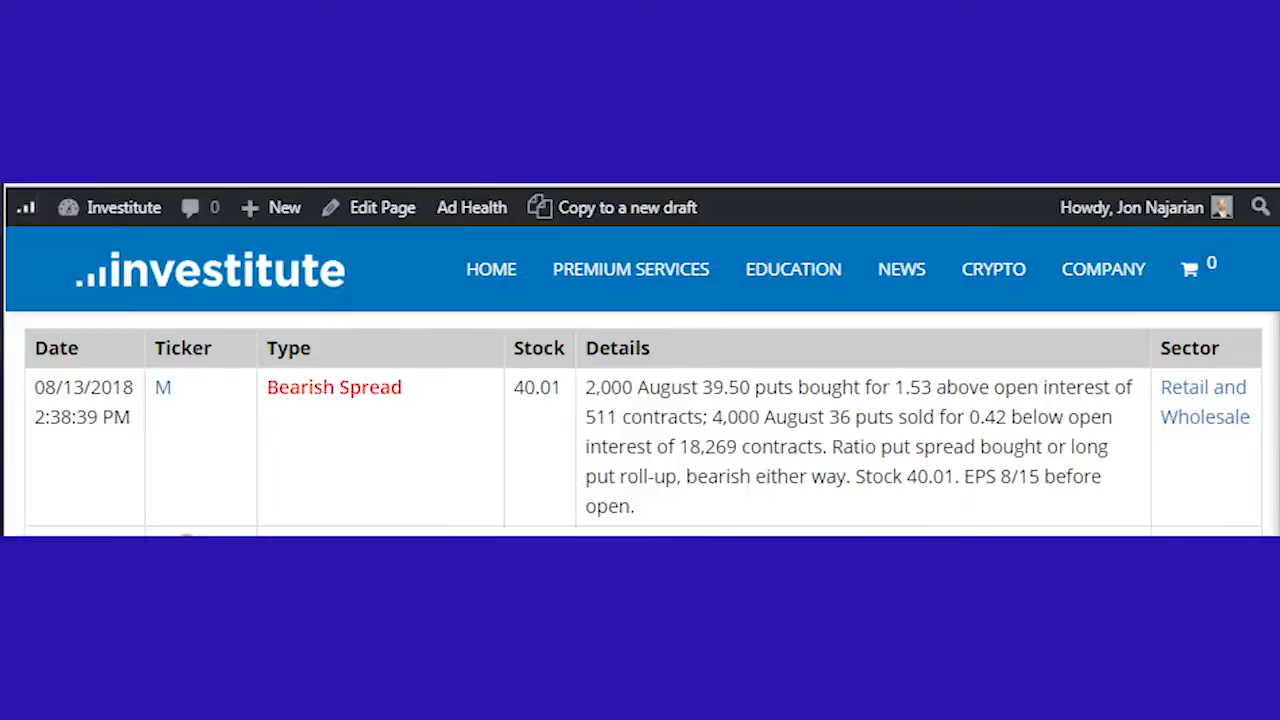 Investitute 0 New Edit Page Ad Health Copy to a new draft Howdy, Jon Najarian
investitute HOME PREMIUM SERVICES EDUCATION NEWS CRYPTO COMPANY 0
Date Ticker Type Stock Details Sector
08/13/2018 M Bearish Spread 40.01 2,000 August 39.50 puts bought for 1.53 above open interest of Retail and
2:38:39 PM 511 contracts; 4,000 August 36 puts sold for 0.42 below open Wholesale
interest of 18,269 contracts. Ratio put spread bought or long
put roll-up, bearish either way. Stock 40.01. EPS 8/15 before
open.